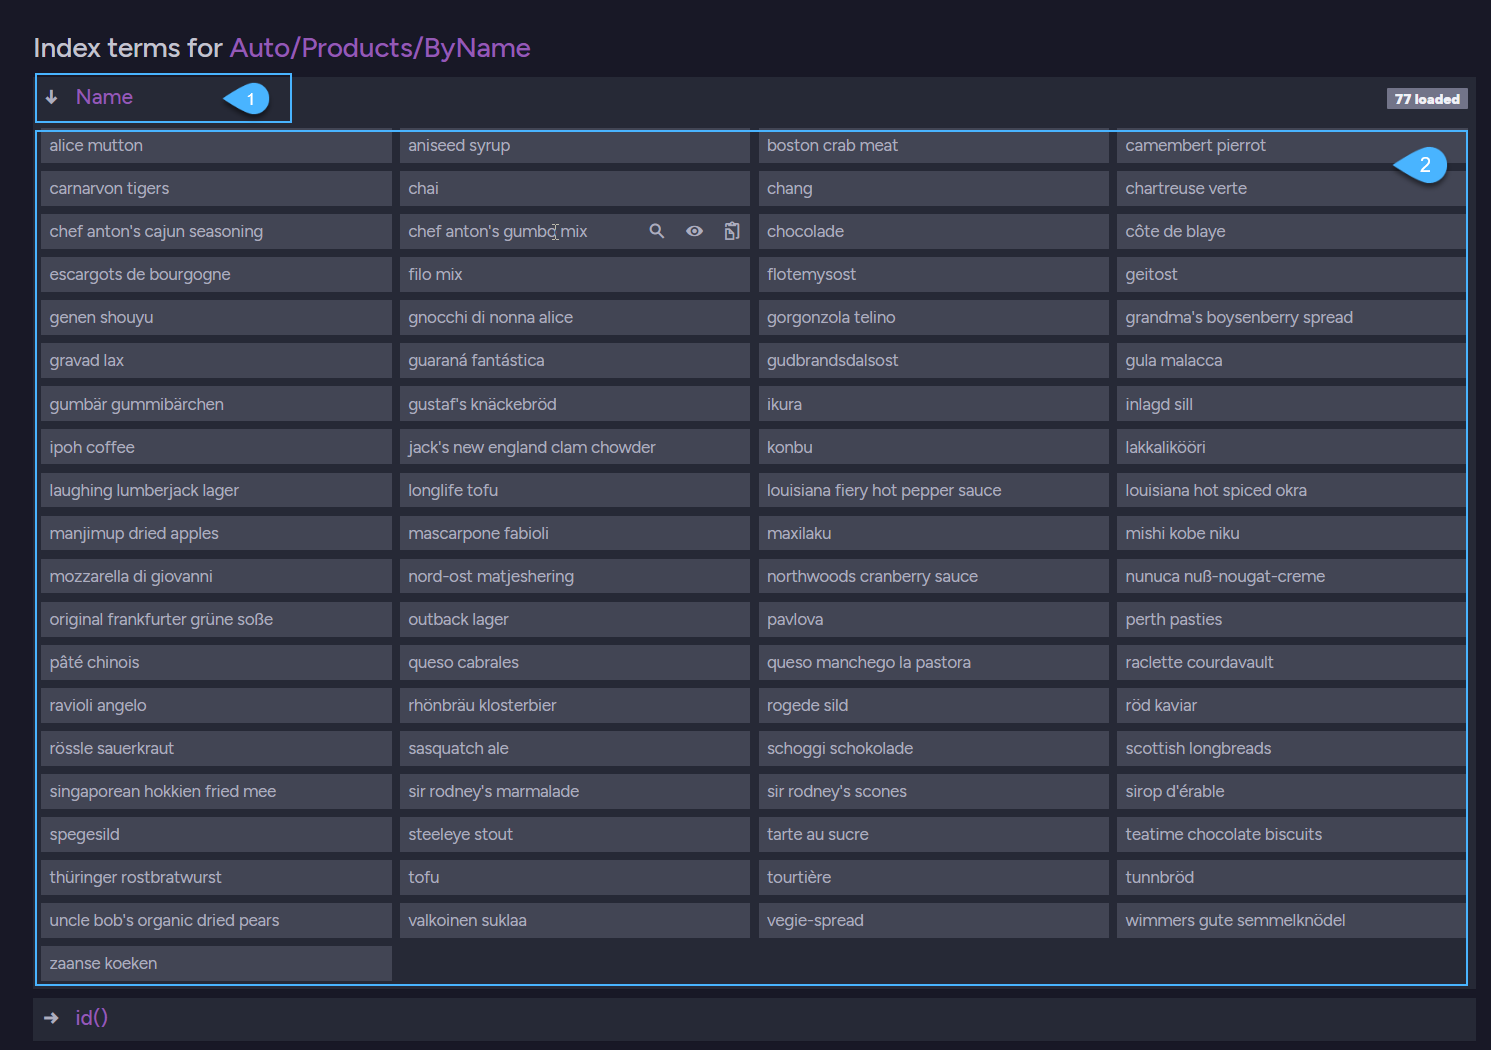 Index terms for Auto/Products/ByName
Name 1 77 loaded
2
alice mutton aniseed syrup boston crab meat camembert pierrot
carnarvon tigers chai chang chartreuse verte
chef anton's cajun seasoning chef anton's gumbo mix chocolade côte de blaye
escargots de bourgogne filo mix flotemysost geitost
genen shouyu gnocchi di nonna alice gorgonzola telino grandma's boysenberry spread
gravad lax guaraná fantástica gudbrandsdalsost gula malacca
gumbär gummibärchen gustaf's knäckebröd ikura inlagd sill
ipoh coffee jack's new england clam chowder konbu lakkalikööri
laughing lumberjack lager longlife tofu louisiana fiery hot pepper sauce louisiana hot spiced okra
manjimup dried apples mascarpone fabioli maxilaku mishi kobe niku
mozzarella di giovanni nord-ost matjeshering northwoods cranberry sauce nunuca nuß-nougat-creme
original frankfurter grüne soße outback lager pavlova perth pasties
pâté chinois queso cabrales queso manchego la pastora raclette courdavault
ravioli angelo rhönbräu klosterbier rogede sild röd kaviar
rössle sauerkraut sasquatch ale schoggi schokolade scottish longbreads
singaporean hokkien fried mee sir rodney's marmalade sir rodney's scones sirop d'érable
spegesild steeleye stout tarte au sucre teatime chocolate biscuits
thüringer rostbratwurst tofu tourtière tunnbröd
uncle bob's organic dried pears valkoinen suklaa vegie-spread wimmers gute semmelknödel
zaanse koeken
id()